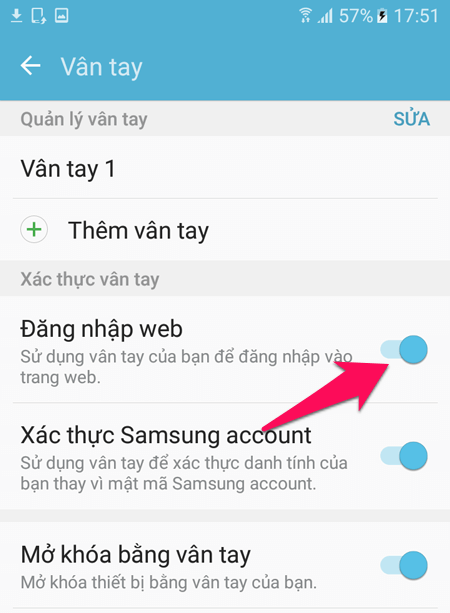 57% 17:51
Vân tay
Quản lý vân tay SỬA
Vân tay 1
Thêm vân tay
Xác thực vân tay
Đăng nhập web
Sử dụng vân tay của bạn để đăng nhập vào
trang web.
Xác thực Samsung account
Sử dụng vân tay để xác thực danh tính của
bạn thay vì mật mã Samsung account.
Mở khóa bằng vân tay
Mở khóa thiết bị bằng vân tay của bạn.